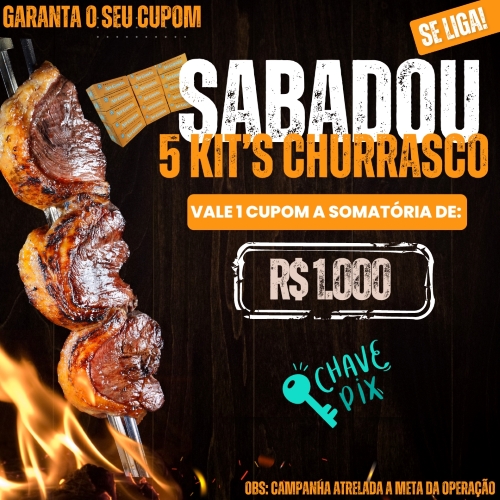 GARANTA O SEU CUPOM
SE LIGA!
SABADOU
5 KIT'S CHURRASCO
VALE 1 CUPOM A SOMATÓRIA DE:
R$ 1.000
CHAVE
PIX
OBS: CAMPANHA ATRELADA A META DA OPERAÇÃO